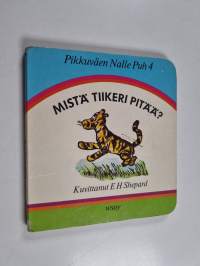 Pikkuväen Nalle Puh 4
MISTÄ TIIKERI PITÄÄ?
Kuvittanut E H Shepard
WSOY